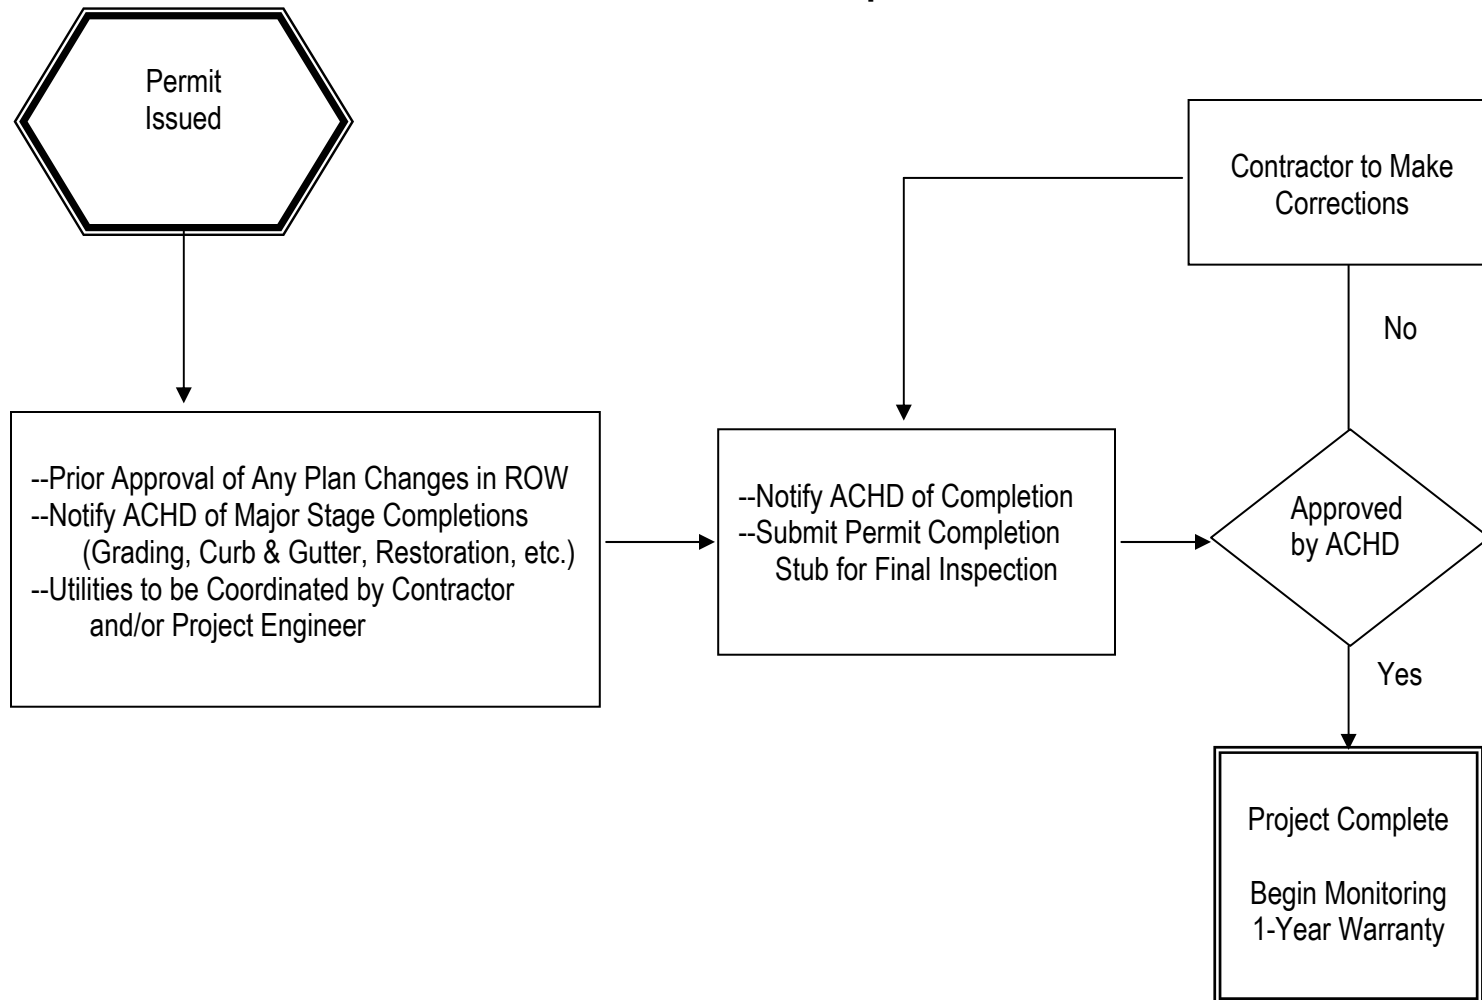 Permit
Issued
Contractor to Make
Corrections
No
--Prior Approval of Any Plan Changes in ROW
--Notify ACHD of Major Stage Completions
(Grading, Curb & Gutter, Restoration, etc.)
--Utilities to be Coordinated by Contractor
and/or Project Engineer
--Notify ACHD of Completion
--Submit Permit Completion
Stub for Final Inspection
Approved
by ACHD
Yes
Project Complete
Begin Monitoring
1-Year Warranty